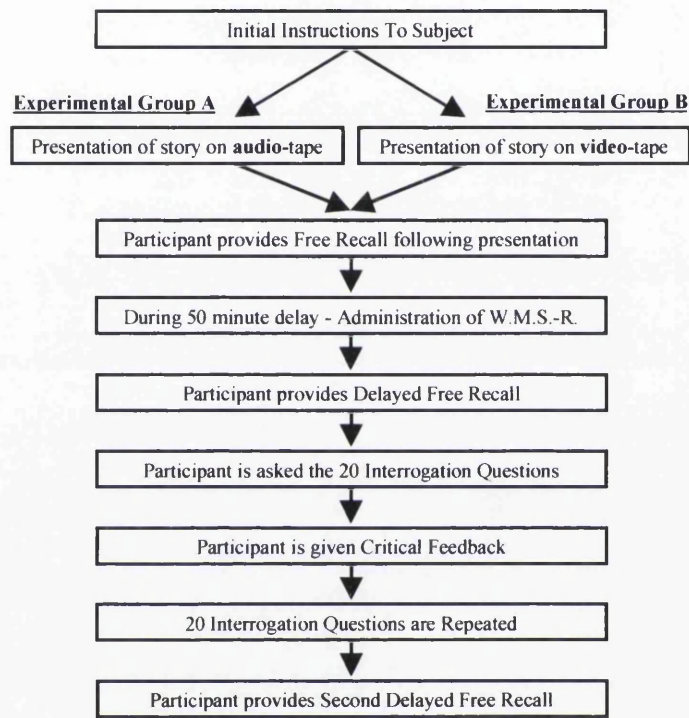 Initial Instructions To Subject
Experimental Group A
Experimental Group B
Presentation of story on audio-tape
Presentation of story on video-tape
Participant provides Free Recall following presentation
During 50 minute delay - Administration of W.M.S.-R.
Participant provides Delayed Free Recall
Participant is asked the 20 Interrogation Questions
Participant is given Critical Feedback
20 Interrogation Questions are Repeated
Participant provides Second Delayed Free Recall